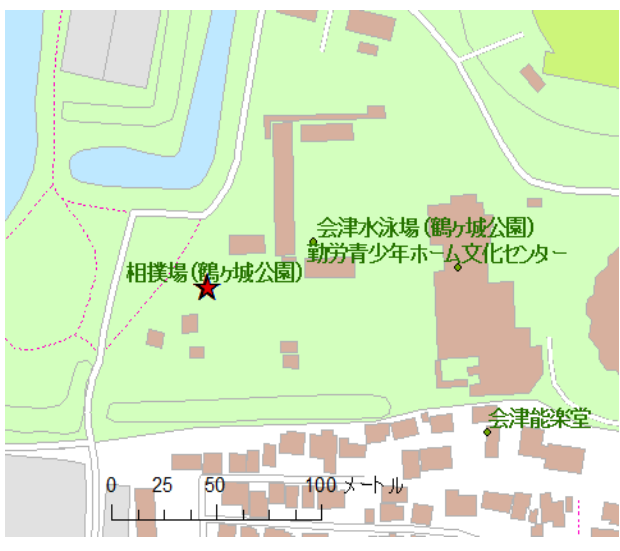 会津水泳場(鶴ヶ城公園)
勤労青少年ホーム文化センター
相撲場(鶴ヶ城公園)
会津能楽堂
0 25 50 100 メートル